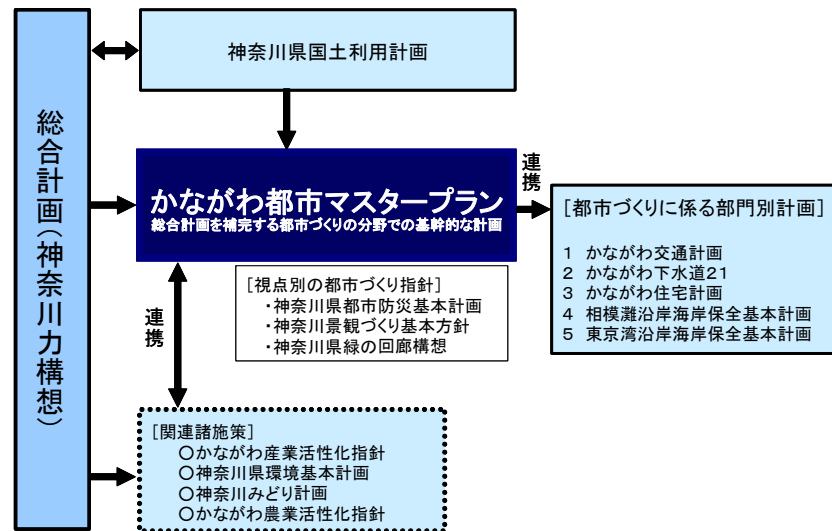 総合計画(神奈川力構想)
神奈川県国土利用計画
かながわ都市マスタープラン
総合計画を補完する都市づくりの分野での基幹的な計画
連携
[都市づくりに係る部門別計画]
1 かながわ交通計画
2 かながわ下水道21
3 かながわ住宅計画
4 相模灘沿岸海岸保全基本計画
5 東京湾沿岸海岸保全基本計画
[視点別の都市づくり指針]
・神奈川県都市防災基本計画
・神奈川景観づくり基本方針
・神奈川県緑の回廊構想
連携
[関連諸施策]
○かながわ産業活性化指針
○神奈川県環境基本計画
○神奈川みどり計画
○かながわ農業活性化指針